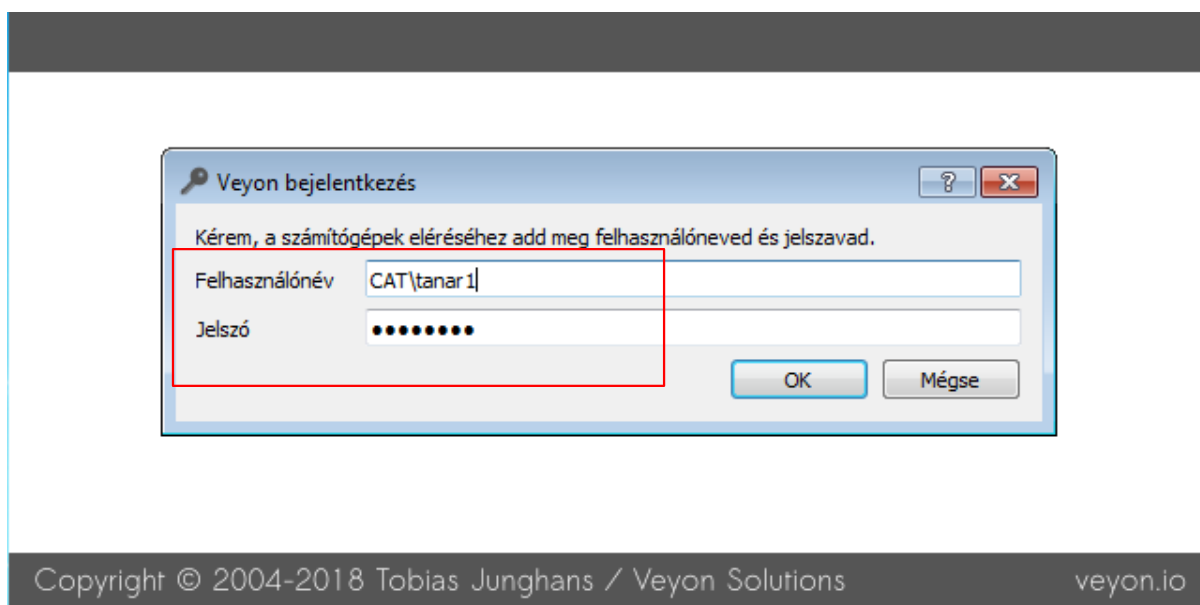 Veyon bejelentkezés
Kérem, a számítógépek eléréséhez add meg felhasználóneved és jelszavad.
Felhasználónév CAT\tanar1
Jelszó ●●●●●●●●
OK Mégse
Copyright © 2004-2018 Tobias Junghans / Veyon Solutions veyon.io